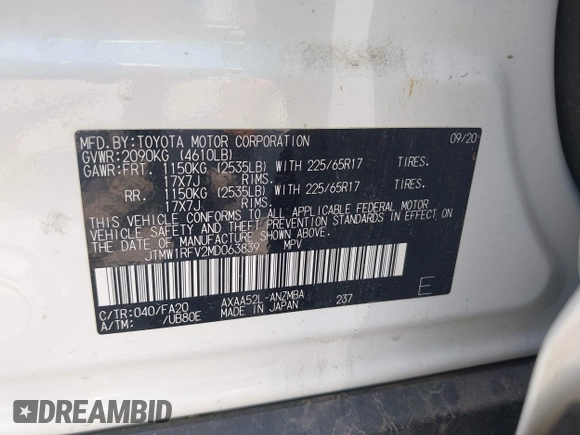 MFD.BY:TOYOTA MOTOR CORPORATION 09/20
GVWR:2090KG (4610LB)
GAWR:FRT. 1150KG (2535LB) WITH 225/65R17 TIRES.
17X7J RIMS.
RR. 1150KG (2535LB) WITH 225/65R17 TIRES.
17X7J RIMS.
THIS VEHICLE CONFORMS TO ALL APPLICABLE FEDERAL MOTOR
VEHICLE SAFETY AND THEFT PREVENTION STANDARDS IN EFFECT ON
THE DATE OF MANUFACTURE SHOWN ABOVE.
JTMW1RFV2MD063839 MPV
C/TR:040/FA20 AXAA52L-ANZMBA 237 E
A/TM: /UB80E MADE IN JAPAN
DREAMBID